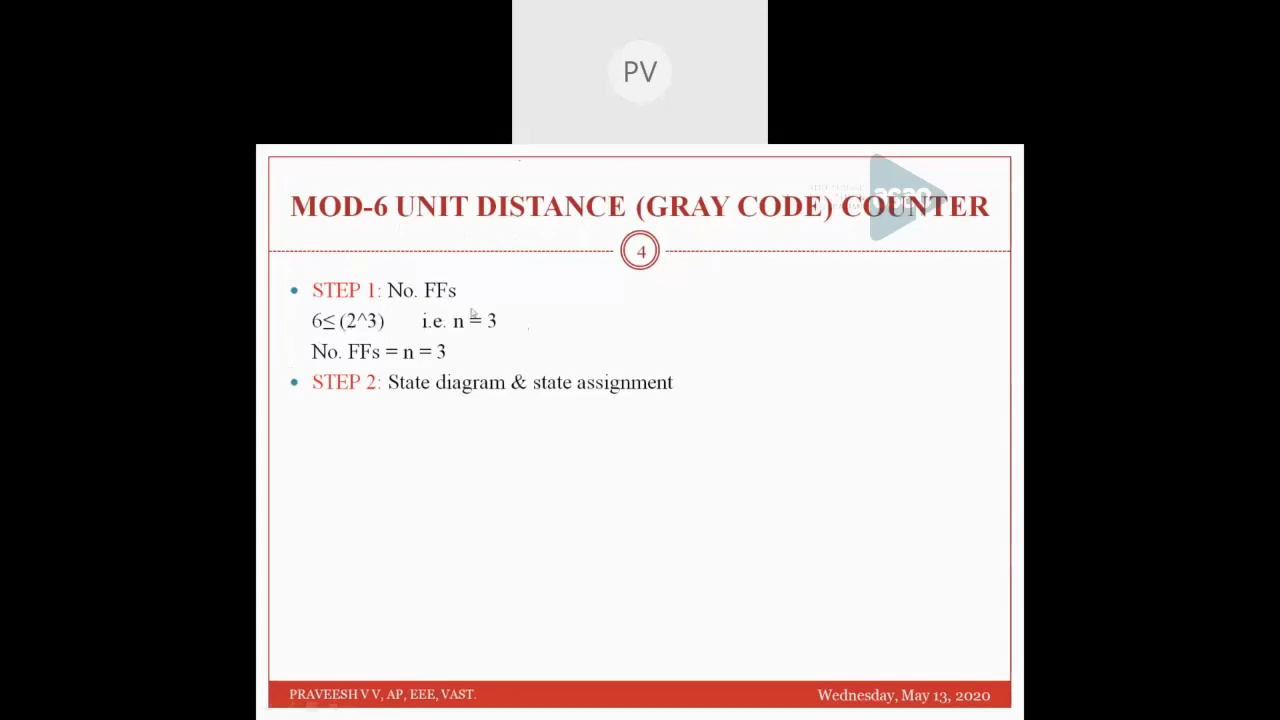 PV
MOD-6 UNIT DISTANCE (GRAY CODE) COUNTER
4
• STEP 1: No. FFs
6≤ (2^3) i.e. n = 3
No. FFs = n = 3
• STEP 2: State diagram & state assignment
PRAVEESH V V, AP, EEE, VAST.
Wednesday, May 13, 2020